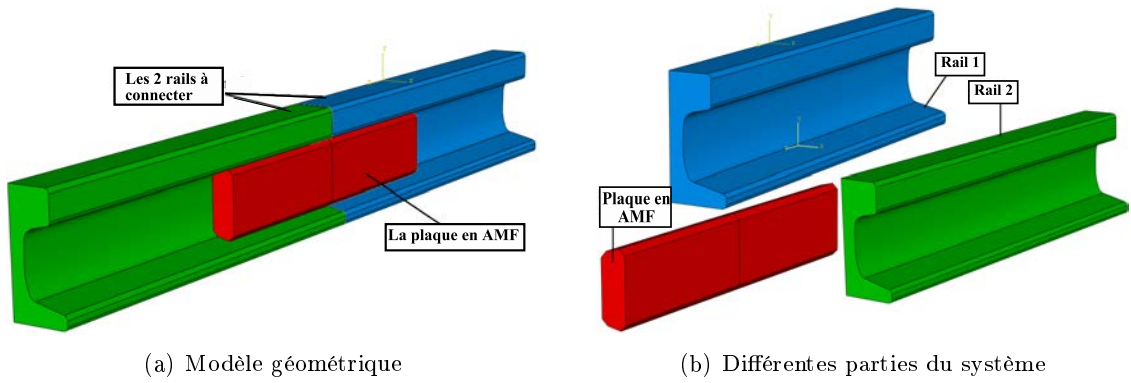 Les 2 rails à
connecter
La plaque en AMF
Rail 1
Rail 2
Plaque en
AMF
(a) Modèle géométrique
(b) Différentes parties du système